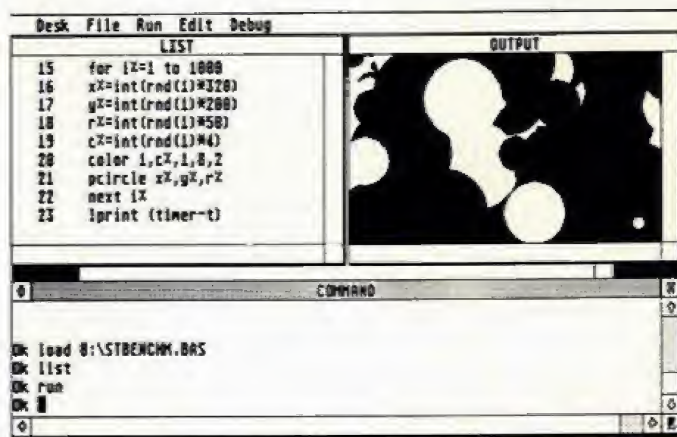 Desk File Run Edit Debug
LIST
15 for i%=1 to 1000
16 x%=int(rnd(1)*320)
17 y%=int(rnd(1)*200)
18 r%=int(rnd(1)*50)
19 c%=int(rnd(1)*4)
20 color 1,c%,1,8,2
21 pcircle x%,y%,r%
22 next i%
23 lprint (timer-t)
OUTPUT
COMMAND
Ok load B:\STBENCHM.BAS
Ok list
Ok run
Ok